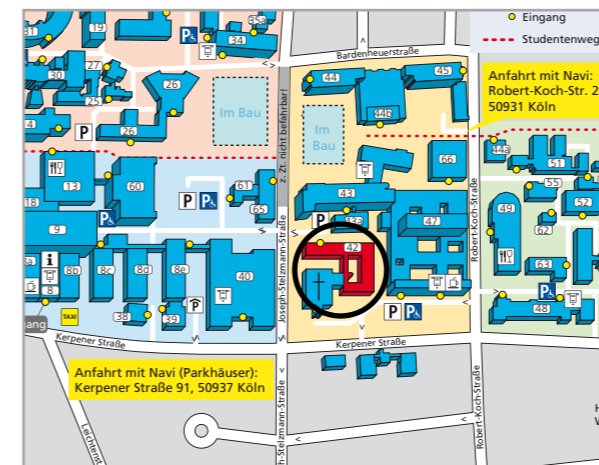 Eingang
Studentenweg
Anfahrt mit Navi:
Robert-Koch-Str. 2
50931 Köln
Bardenheuerstraße
19
35a
34
P
30
27
25
26
26
P
Im Bau
z. Zt. nicht befahrbar!
44
45
44b
Im
Bau
66
44a
51
55
52
13
60
61
65
P
P
43
P
43a
47
49
62
18
9
P
42
63
i
8b
8c
8d
8e
40
8
TAXI
38
39
P
P
P
P
48
Joseph-Stelzmann-Straße
Robert-Koch-Straße
Kerpener Straße
Kerpener Straße
Anfahrt mit Navi (Parkhäuser):
Kerpener Straße 91, 50937 Köln
Robert-Koch-Straße